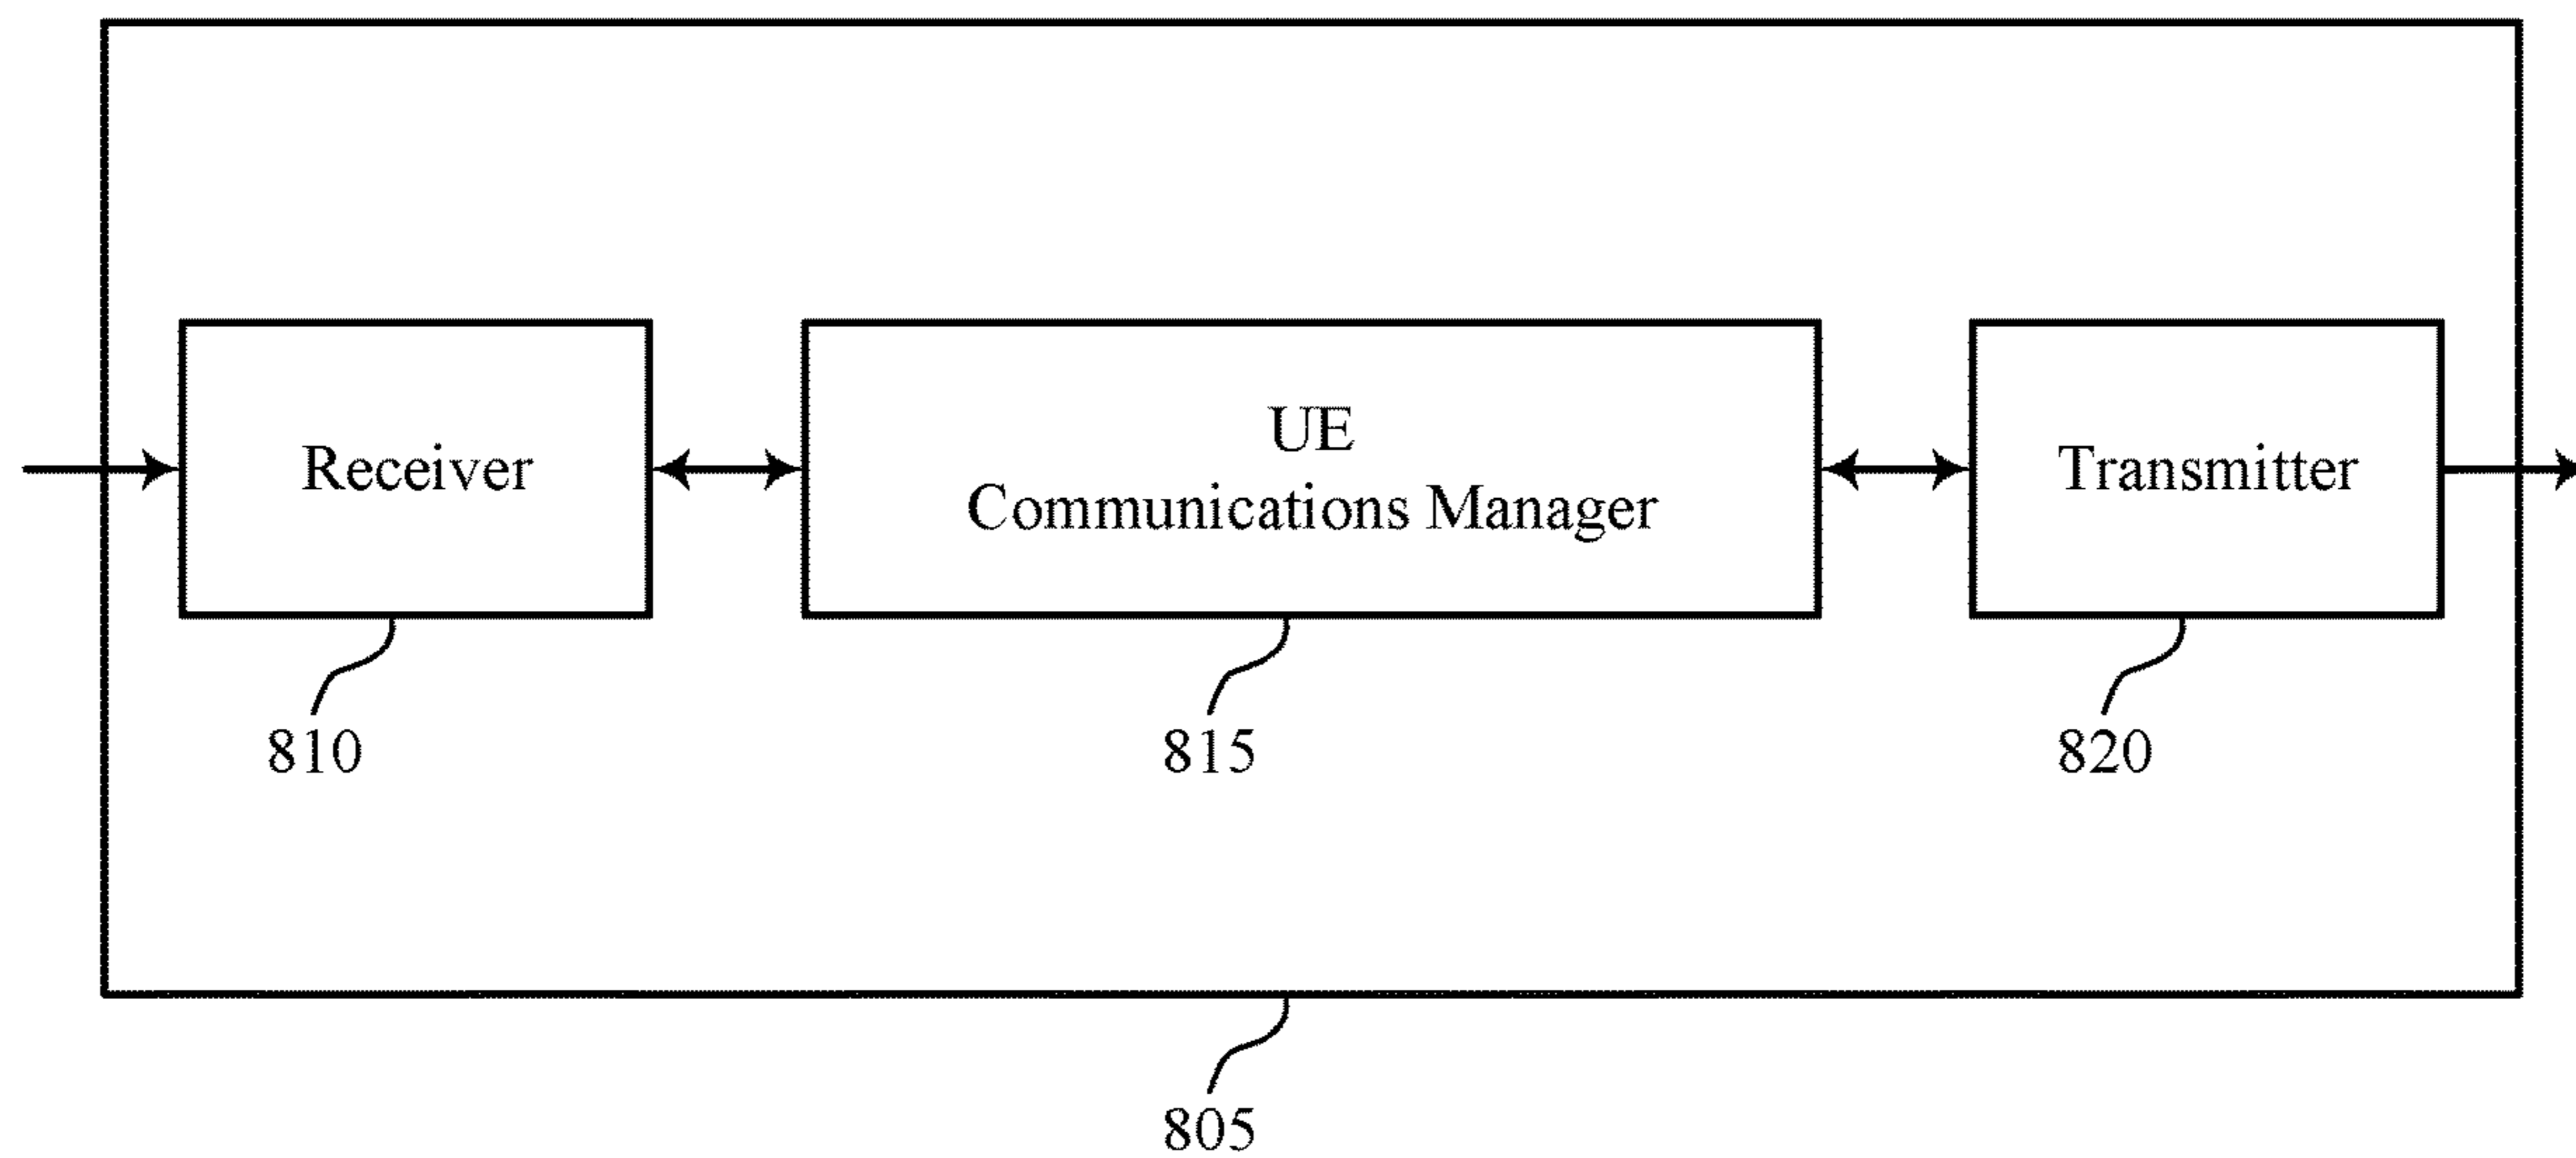 Receiver
UE
Communications Manager
Transmitter
810
815
820
805